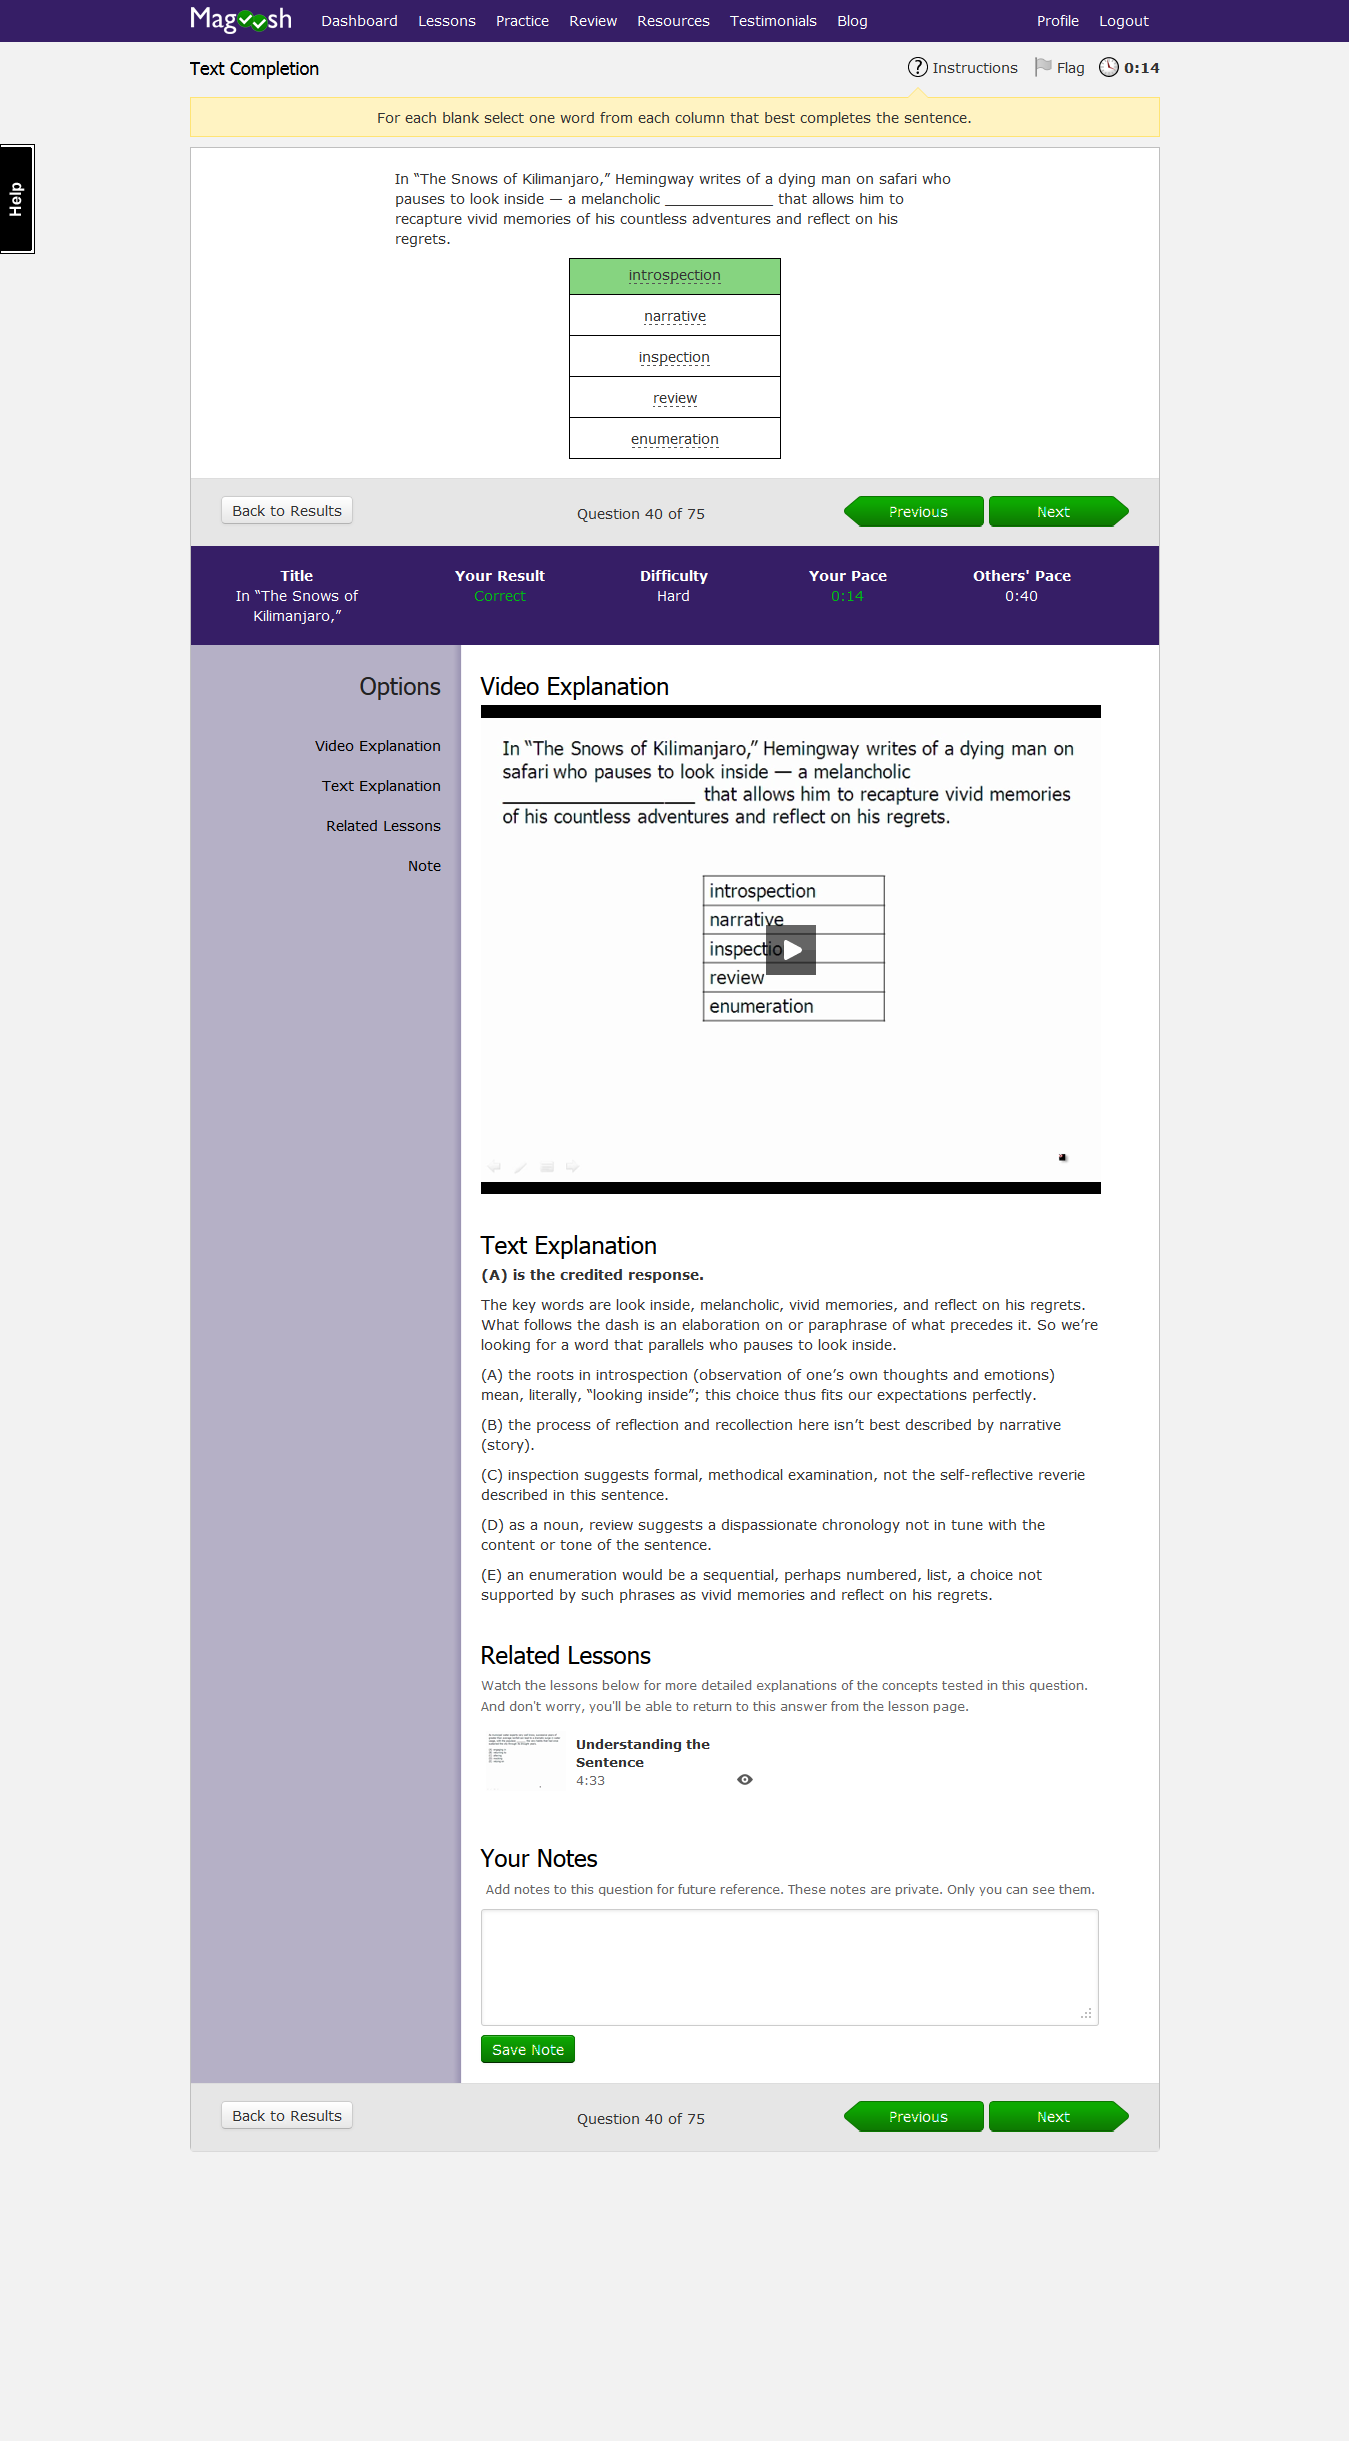 Magoosh Dashboard Lessons Practice Review Resources Testimonials Blog Profile Logout
Text Completion ? Instructions Flag 0:14
For each blank select one word from each column that best completes the sentence.
Help
In “The Snows of Kilimanjaro,” Hemingway writes of a dying man on safari who
pauses to look inside — a melancholic _____________ that allows him to
recapture vivid memories of his countless adventures and reflect on his
regrets.
introspection
narrative
inspection
review
enumeration
Back to Results Question 40 of 75 Previous Next
Title Your Result Difficulty Your Pace Others' Pace
In “The Snows of Correct Hard 0:14 0:40
Kilimanjaro,”
Options
Video Explanation
Text Explanation
Related Lessons
Note
Video Explanation
In “The Snows of Kilimanjaro,” Hemingway writes of a dying man on
safari who pauses to look inside — a melancholic
____________________ that allows him to recapture vivid memories
of his countless adventures and reflect on his regrets.
introspection
narrative
inspectio
review
enumeration
Text Explanation
(A) is the credited response.
The key words are look inside, melancholic, vivid memories, and reflect on his regrets.
What follows the dash is an elaboration on or paraphrase of what precedes it. So we’re
looking for a word that parallels who pauses to look inside.
(A) the roots in introspection (observation of one’s own thoughts and emotions)
mean, literally, “looking inside”; this choice thus fits our expectations perfectly.
(B) the process of reflection and recollection here isn’t best described by narrative
(story).
(C) inspection suggests formal, methodical examination, not the self-reflective reverie
described in this sentence.
(D) as a noun, review suggests a dispassionate chronology not in tune with the
content or tone of the sentence.
(E) an enumeration would be a sequential, perhaps numbered, list, a choice not
supported by such phrases as vivid memories and reflect on his regrets.
Related Lessons
Watch the lessons below for more detailed explanations of the concepts tested in this question.
And don't worry, you'll be able to return to this answer from the lesson page.
Understanding the
Sentence
4:33
Your Notes
Add notes to this question for future reference. These notes are private. Only you can see them.
Save Note
Back to Results Question 40 of 75 Previous Next